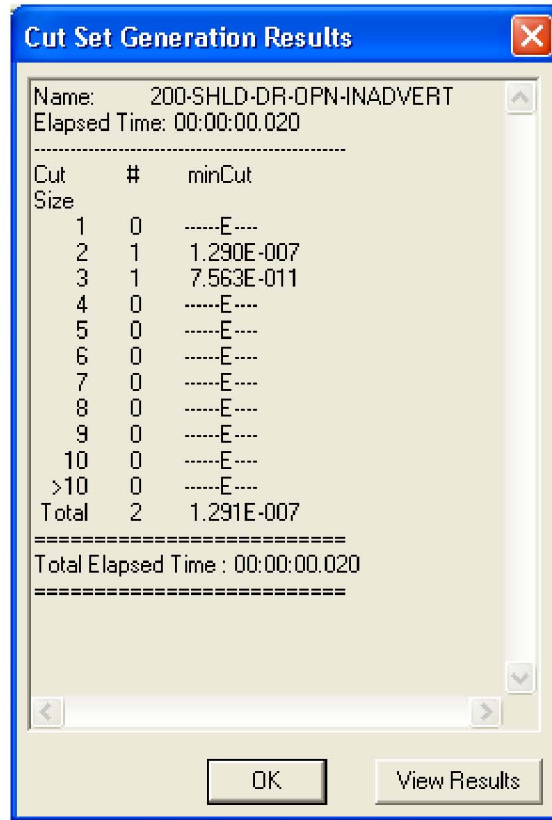 Cut Set Generation Results
Name: 200-SHLD-DR-OPN-INADVERT
Elapsed Time: 00:00:00.020
--------------------------------------------
Cut # minCut
Size
1 0 ------E----
2 1 1.290E-007
3 1 7.563E-011
4 0 ------E----
5 0 ------E----
6 0 ------E----
7 0 ------E----
8 0 ------E----
9 0 ------E----
10 0 ------E----
>10 0 ------E----
Total 2 1.291E-007
==========================
Total Elapsed Time : 00:00:00.020
==========================
OK View Results